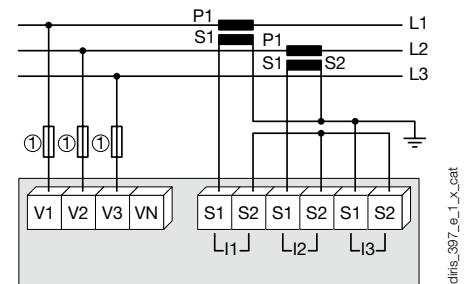 P1 L1
S1 P1 L2
S1 S2 L3
① ① ①
V1 V2 V3 VN S1 S2 S1 S2 S1 S2
I1 I2 I3
diris_397_e_1_x_cat